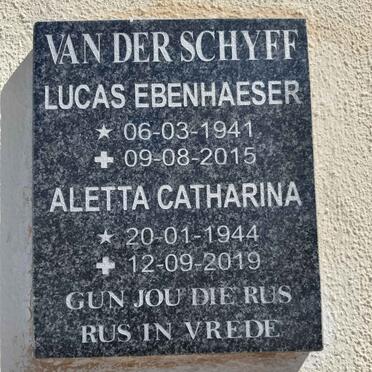 VAN DER SCHYFF
LUCAS EBENHAESER
★ 06-03-1941
✚ 09-08-2015
ALETTA CATHARINA
★ 20-01-1944
✚ 12-09-2019
GUN JOU DIE RUS
RUS IN VREDE